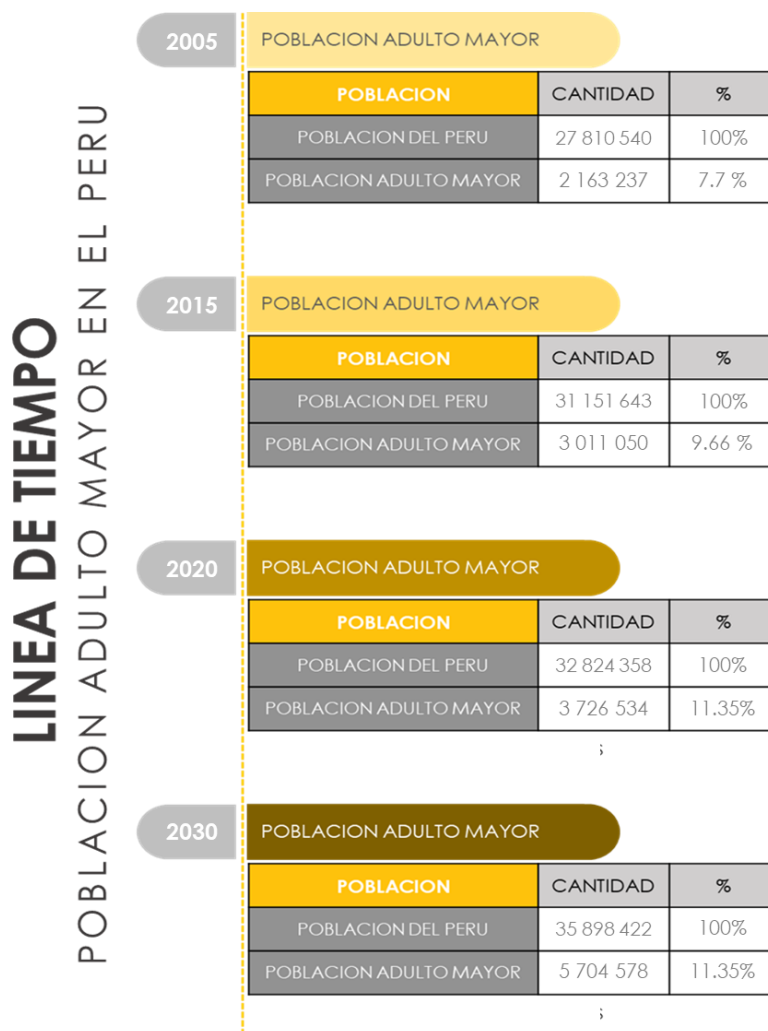 LINEA DE TIEMPO
POBLACION ADULTO MAYOR EN EL PERU
2005 POBLACION ADULTO MAYOR
POBLACION CANTIDAD %
POBLACION DEL PERU 27 810 540 100%
POBLACION ADULTO MAYOR 2 163 237 7.7 %
2015 POBLACION ADULTO MAYOR
POBLACION CANTIDAD %
POBLACION DEL PERU 31 151 643 100%
POBLACION ADULTO MAYOR 3 011 050 9.66 %
2020 POBLACION ADULTO MAYOR
POBLACION CANTIDAD %
POBLACION DEL PERU 32 824 358 100%
POBLACION ADULTO MAYOR 3 726 534 11.35%
2030 POBLACION ADULTO MAYOR
POBLACION CANTIDAD %
POBLACION DEL PERU 35 898 422 100%
POBLACION ADULTO MAYOR 5 704 578 11.35%